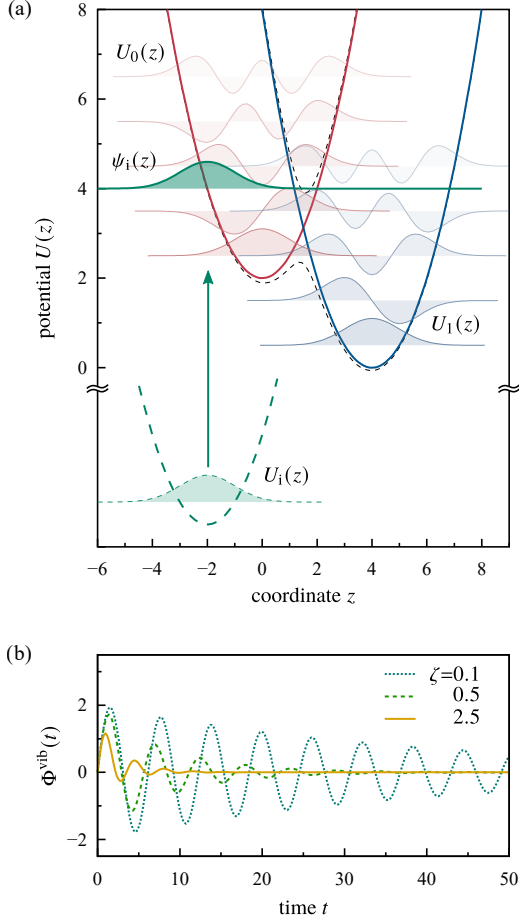 (a)
8
6
4
2
0
potential U(z)
U₀(z)
ψᵢ(z)
U₁(z)
Uᵢ(z)
−6 −4 −2 0 2 4 6 8
coordinate z
(b)
ζ=0.1
0.5
2.5
2
0
−2
Φᵛⁱᵇ(t)
0 10 20 30 40 50
time t